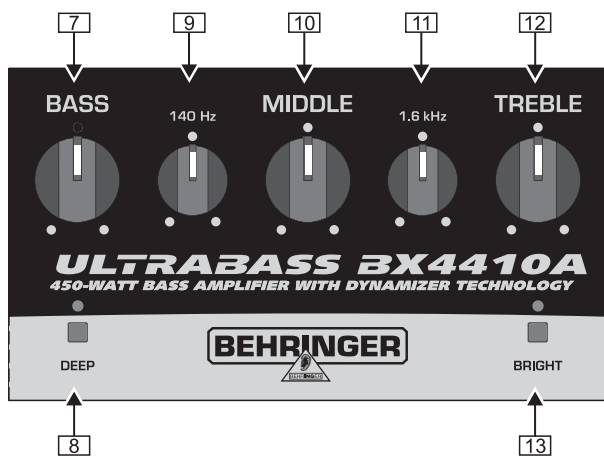 7 9 10 11 12
BASS 140 Hz MIDDLE 1.6 kHz TREBLE
ULTRABASS BX4410A
450-WATT BASS AMPLIFIER WITH DYNAMIZER TECHNOLOGY
BEHRINGER
BEHRINGER
DEEP BRIGHT
8 13